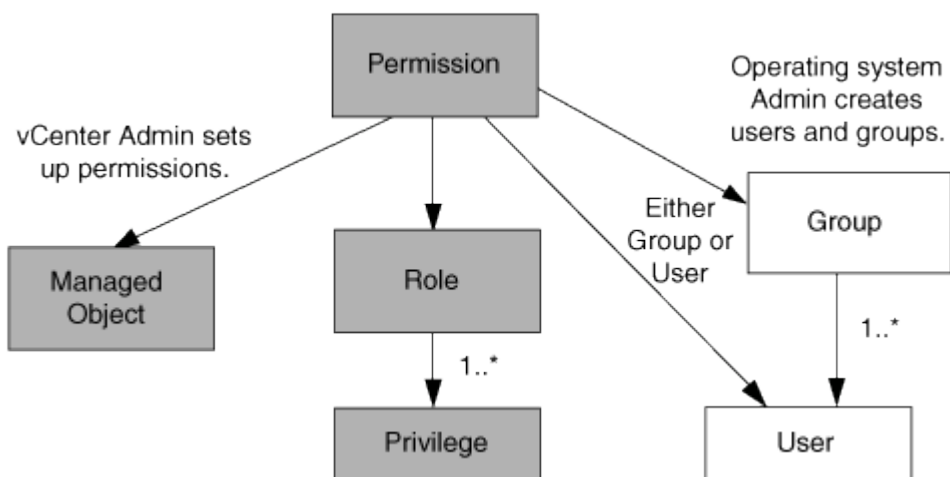 Permission
Operating system
Admin creates
users and groups.
vCenter Admin sets
up permissions.
Either
Group or
User
Group
Managed
Object
Role
1..*
1..*
Privilege
User